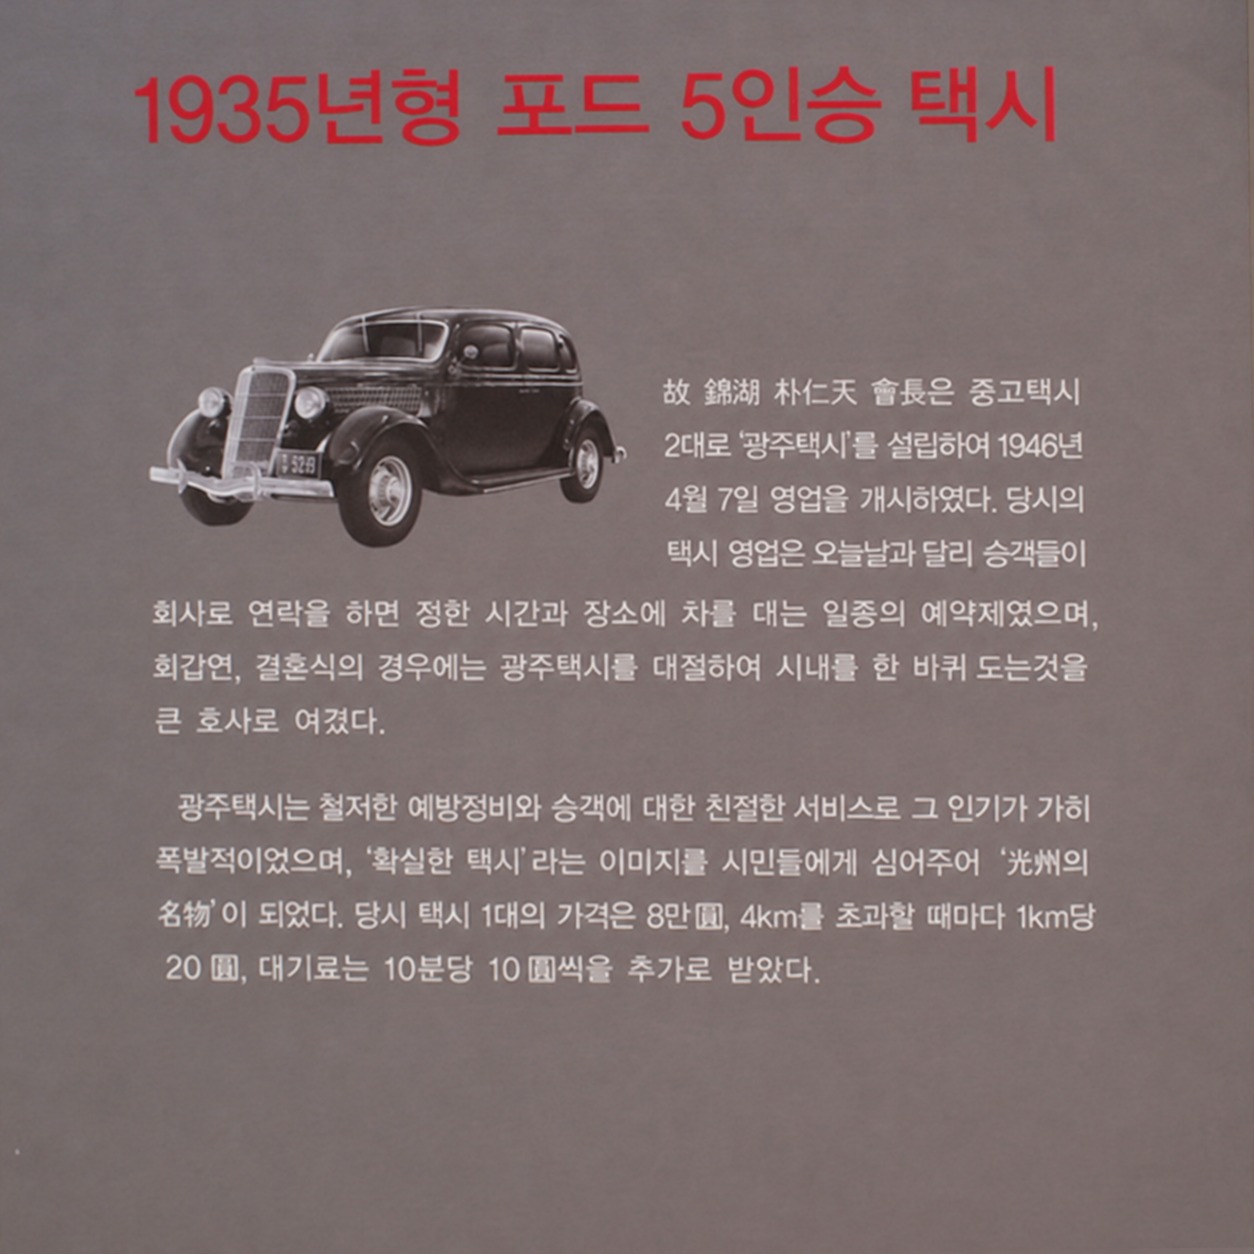 1935년형 포드 5인승 택시
52
故 錦湖 朴仁天 會長은 중고택시
2대로 '광주택시'를 설립하여 1946년
4월 7일 영업을 개시하였다. 당시의
택시 영업은 오늘날과 달리 승객들이
회사로 연락을 하면 정한 시간과 장소에 차를 대는 일종의 예약제였으며,
회갑연, 결혼식의 경우에는 광주택시를 대절하여 시내를 한 바퀴 도는것을
큰 호사로 여겼다.
광주택시는 철저한 예방정비와 승객에 대한 친절한 서비스로 그 인기가 가히
폭발적이었으며, '확실한 택시'라는 이미지를 시민들에게 심어주어 '光州의
名物'이 되었다. 당시 택시 1대의 가격은 8만圓, 4km를 초과할 때마다 1km당
20 圓, 대기료는 10분당 10圓씩을 추가로 받았다.